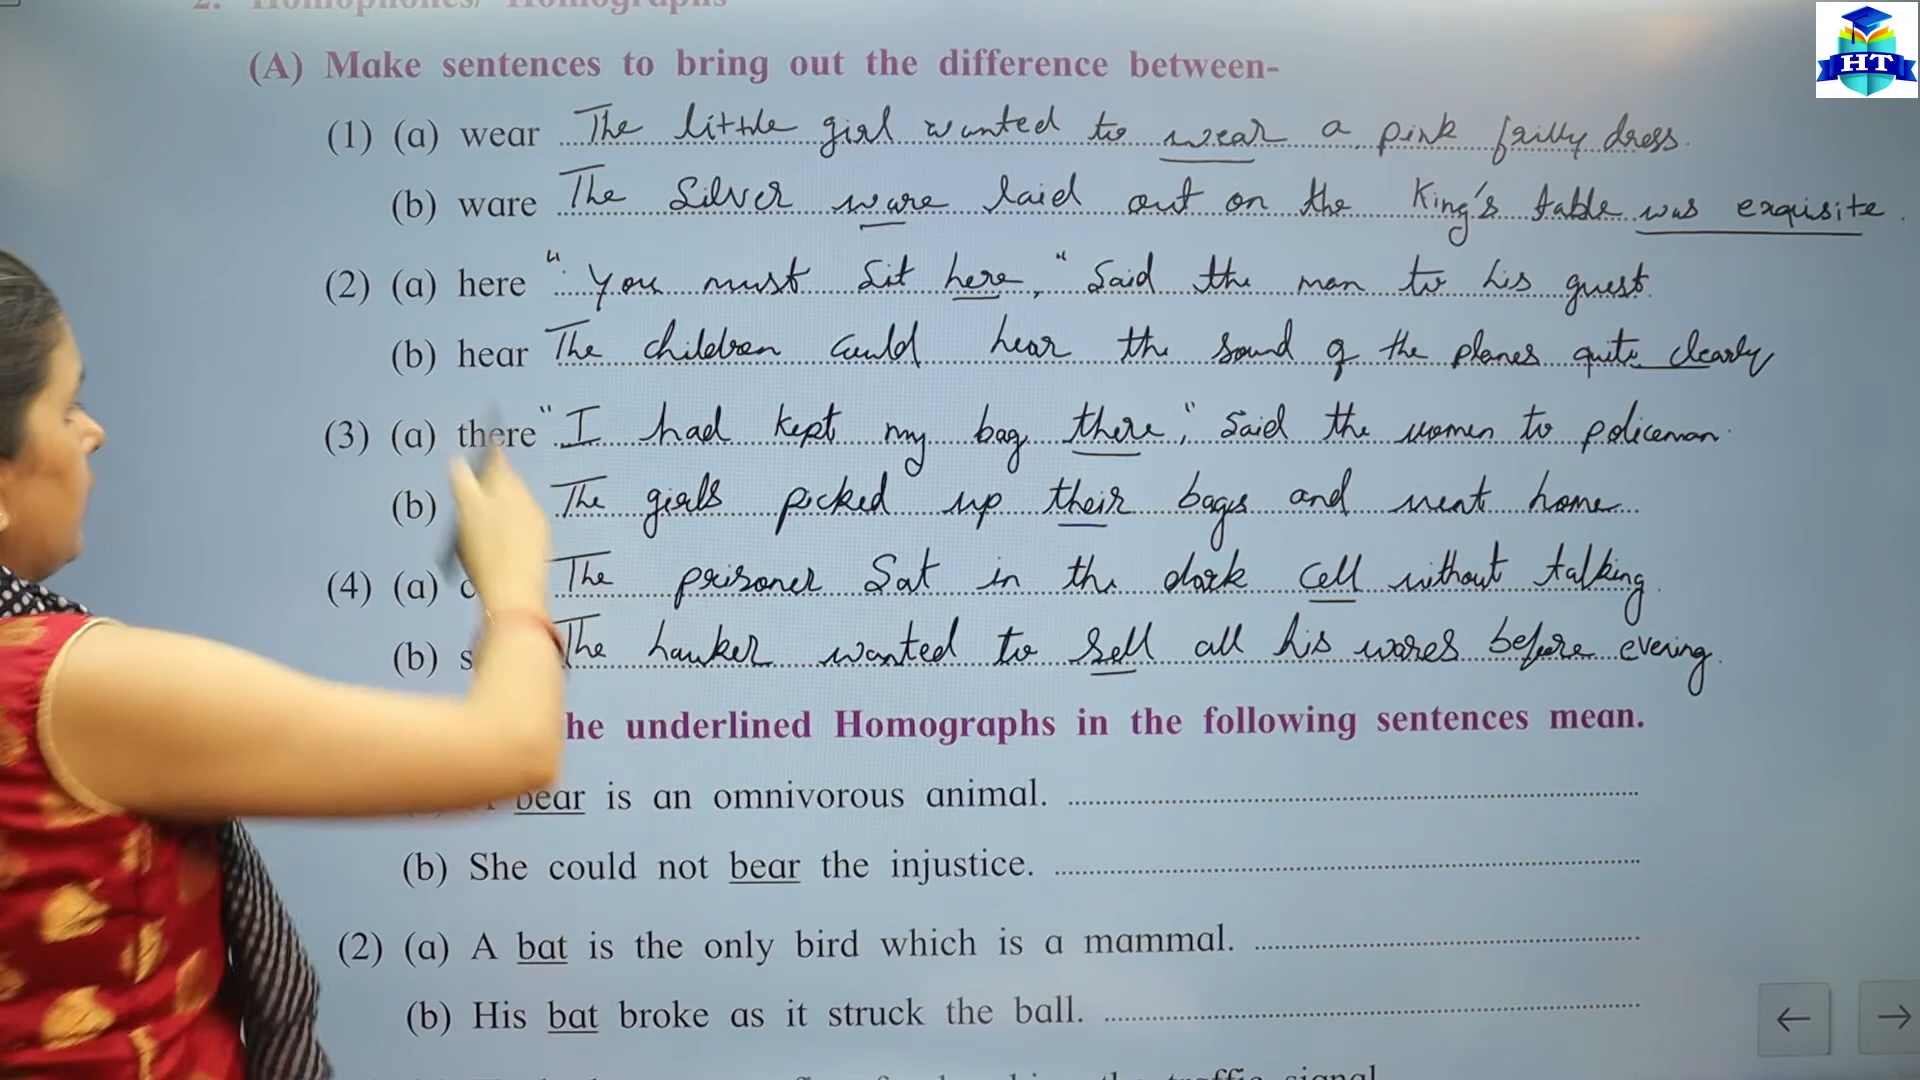 2. Homophones/ Homographs
HT
(A) Make sentences to bring out the difference between-
(1) (a) wear The little girl wanted to wear a pink frilly dress.
(b) ware The Silver ware laid out on the King's table was exquisite.
(2) (a) here "You must sit here," Said the man to his guest.
(b) hear The children could hear the sound of the planes quite clearly
(3) (a) there "I had kept my bag there," Said the women to policeman.
(b) The girls picked up their bags and went home.
(4) (a) The prisoner Sat in the dark cell without talking.
(b) s The hawker wanted to sell all his wares before evening.
he underlined Homographs in the following sentences mean.
bear is an omnivorous animal.
(b) She could not bear the injustice.
(2) (a) A bat is the only bird which is a mammal.
(b) His bat broke as it struck the ball.
the traffic signal